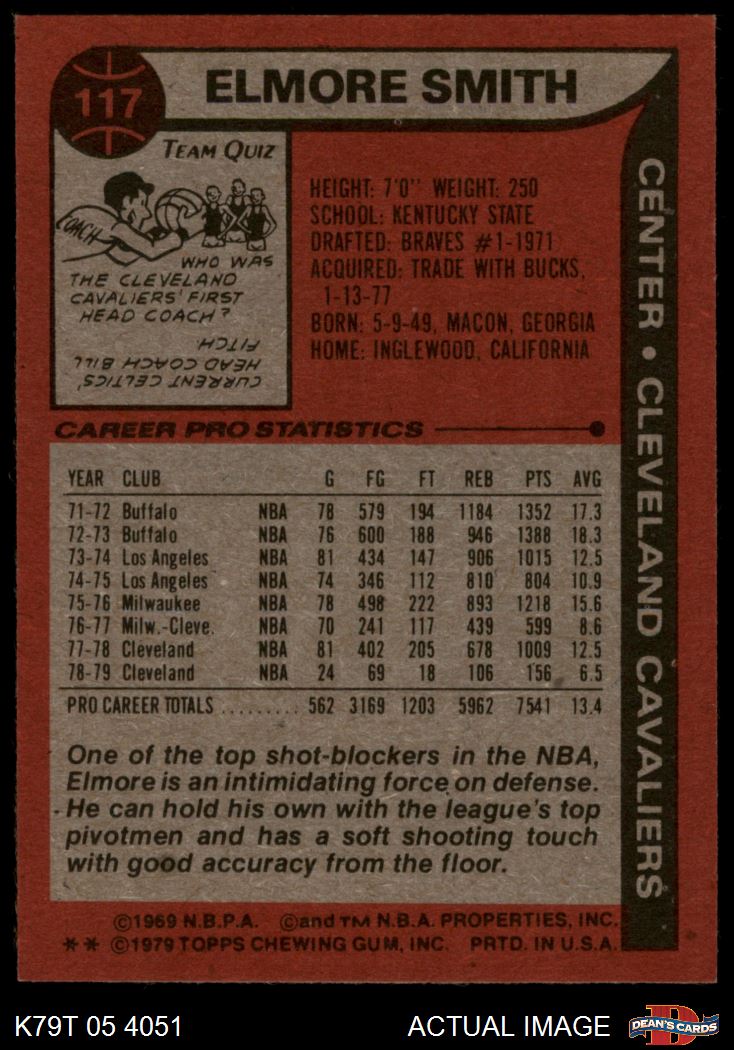 117
ELMORE SMITH
TEAM QUIZ
COACH
WHO WAS
THE CLEVELAND
CAVALIERS' FIRST
HEAD COACH?
CURRENT CELTICS'
HEAD COACH BILL
FITCH
HEIGHT: 7'0" WEIGHT: 250
SCHOOL: KENTUCKY STATE
DRAFTED: BRAVES #1-1971
ACQUIRED: TRADE WITH BUCKS,
1-13-77
BORN: 5-9-49, MACON, GEORGIA
HOME: INGLEWOOD, CALIFORNIA
CENTER • CLEVELAND CAVALIERS
CAREER PRO STATISTICS
YEAR CLUB G FG FT REB PTS AVG
71-72 Buffalo NBA 78 579 194 1184 1352 17.3
72-73 Buffalo NBA 76 600 188 946 1388 18.3
73-74 Los Angeles NBA 81 434 147 906 1015 12.5
74-75 Los Angeles NBA 74 346 112 810 804 10.9
75-76 Milwaukee NBA 78 498 222 893 1218 15.6
76-77 Milw.-Cleve. NBA 70 241 117 439 599 8.6
77-78 Cleveland NBA 81 402 205 678 1009 12.5
78-79 Cleveland NBA 24 69 18 106 156 6.5
PRO CAREER TOTALS ......... 562 3169 1203 5962 7541 13.4
One of the top shot-blockers in the NBA,
Elmore is an intimidating force on defense.
He can hold his own with the league's top
pivotmen and has a soft shooting touch
with good accuracy from the floor.
©1969 N.B.P.A. ©and TM N.B.A. PROPERTIES, INC.
** ©1979 TOPPS CHEWING GUM, INC. PRTD. IN U.S.A.
K79T 05 4051 ACTUAL IMAGE DEAN'S CARDS